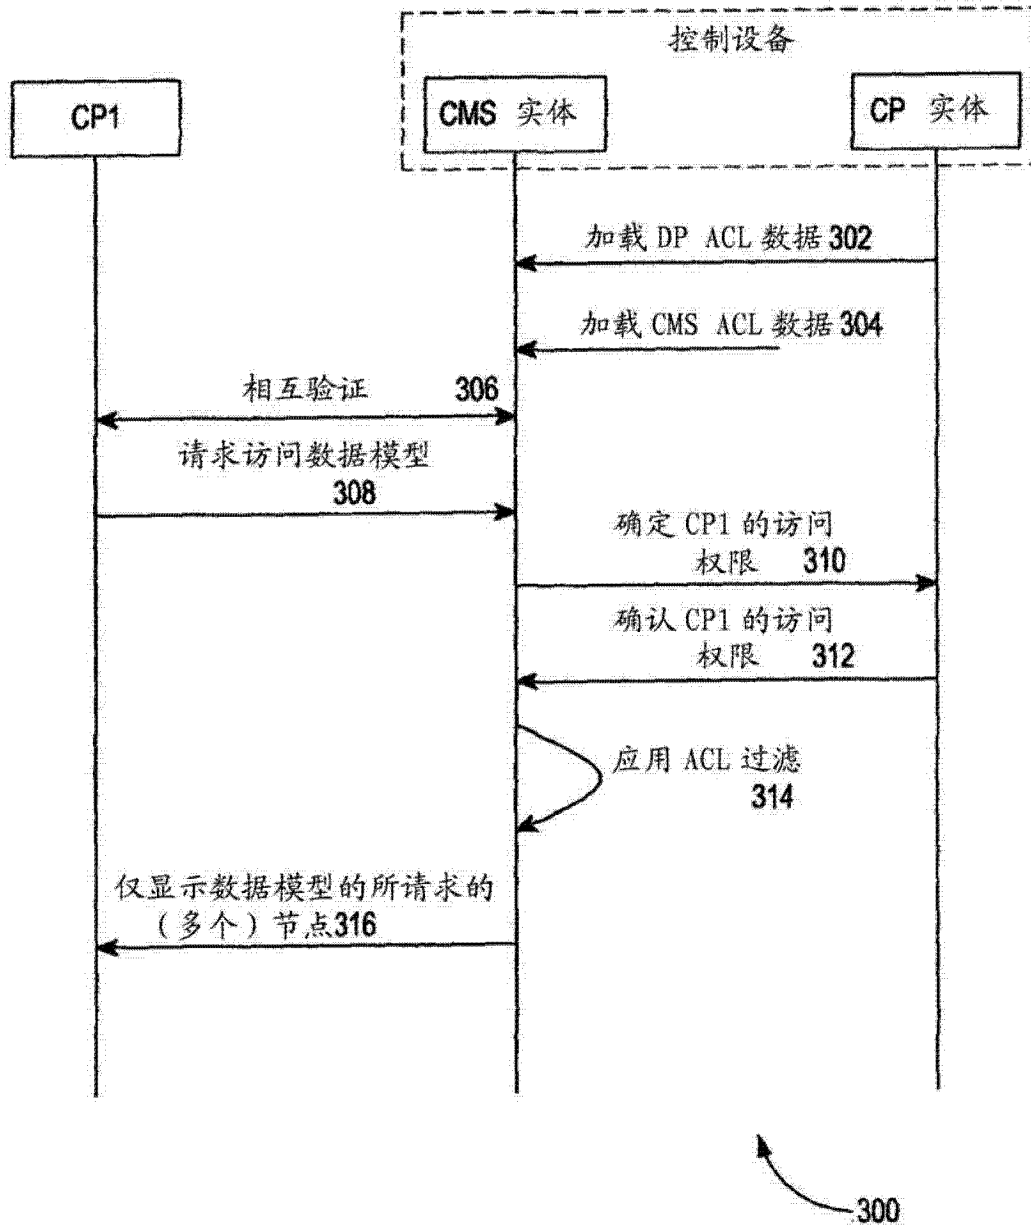 控制设备
CP1
CMS 实体
CP 实体
加载 DP ACL 数据 302
加载 CMS ACL 数据 304
相互验证 306
请求访问数据模型
308
确定 CP1 的访问
权限 310
确认 CP1 的访问
权限 312
应用 ACL 过滤
314
仅显示数据模型的所请求的
（多个）节点316
300